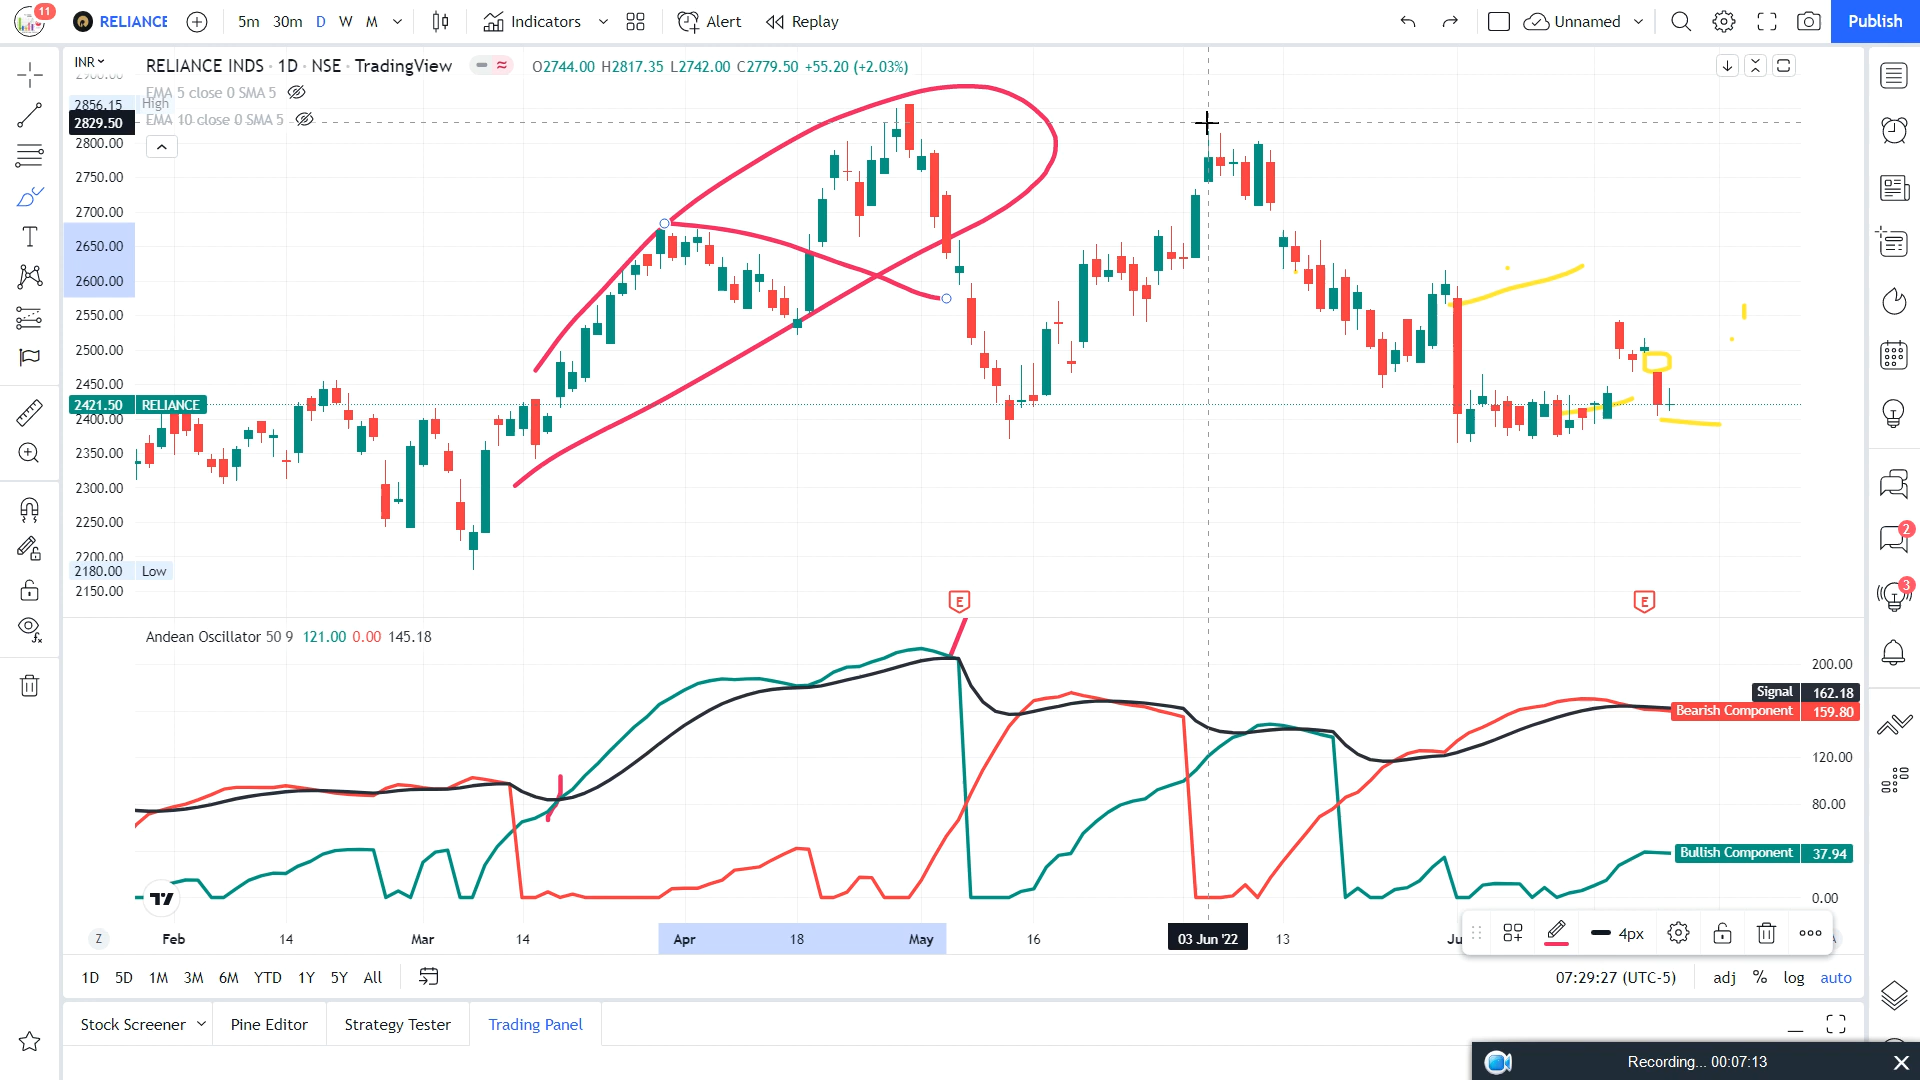 11
RELIANCE
5m 30m D W M
Indicators
Alert
Replay
Unnamed
Publish
INR
RELIANCE INDS · 1D · NSE · TradingView
O2744.00 H2817.35 L2742.00 C2779.50 +55.20 (+2.03%)
EMA 5 close 0 SMA 5
2856.15 High
EMA 10 close 0 SMA 5
2829.50
2800.00
2750.00
2700.00
2650.00
2600.00
2550.00
2500.00
2450.00
2421.50 RELIANCE
2400.00
2350.00
2300.00
2250.00
2200.00
2180.00 Low
2150.00
E
E
2
3
Andean Oscillator 50 9 121.00 0.00 145.18
200.00
Signal 162.18
Bearish Component 159.80
120.00
80.00
Bullish Component 37.94
0.00
Z Feb 14 Mar 14 Apr 18 May 16 03 Jun '22 13
4px
1D 5D 1M 3M 6M YTD 1Y 5Y All
07:29:27 (UTC-5) adj % log auto
Stock Screener Pine Editor Strategy Tester Trading Panel
Recording... 00:07:13